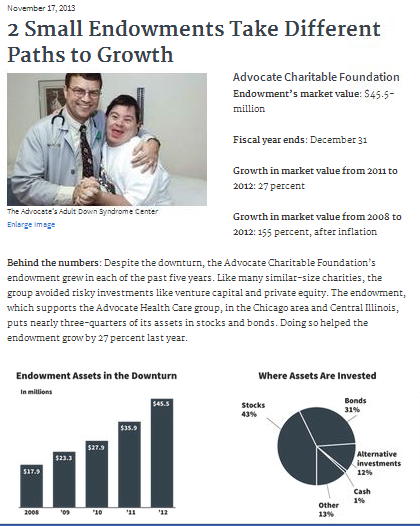 November 17, 2013
2 Small Endowments Take Different
Paths to Growth
The Advocate's Adult Down Syndrome Center
Enlarge Image
Advocate Charitable Foundation
Endowment's market value: $45.5-
million
Fiscal year ends: December 31
Growth in market value from 2011 to
2012: 27 percent
Growth in market value from 2008 to
2012: 155 percent, after inflation
Behind the numbers: Despite the downturn, the Advocate Charitable Foundation's
endowment grew in each of the past five years. Like many similar-size charities, the
group avoided risky investments like venture capital and private equity. The endowment,
which supports the Advocate Health Care group, in the Chicago area and Central Illinois,
puts nearly three-quarters of its assets in stocks and bonds. Doing so helped the
endowment grow by 27 percent last year.
Endowment Assets in the Downturn
In millions
$17.9
$23.3
$27.9
$35.9
$45.5
2008 '09 '10 '11 '12
Where Assets Are Invested
Stocks
43%
Bonds
31%
Alternative
investments
12%
Cash
1%
Other
13%